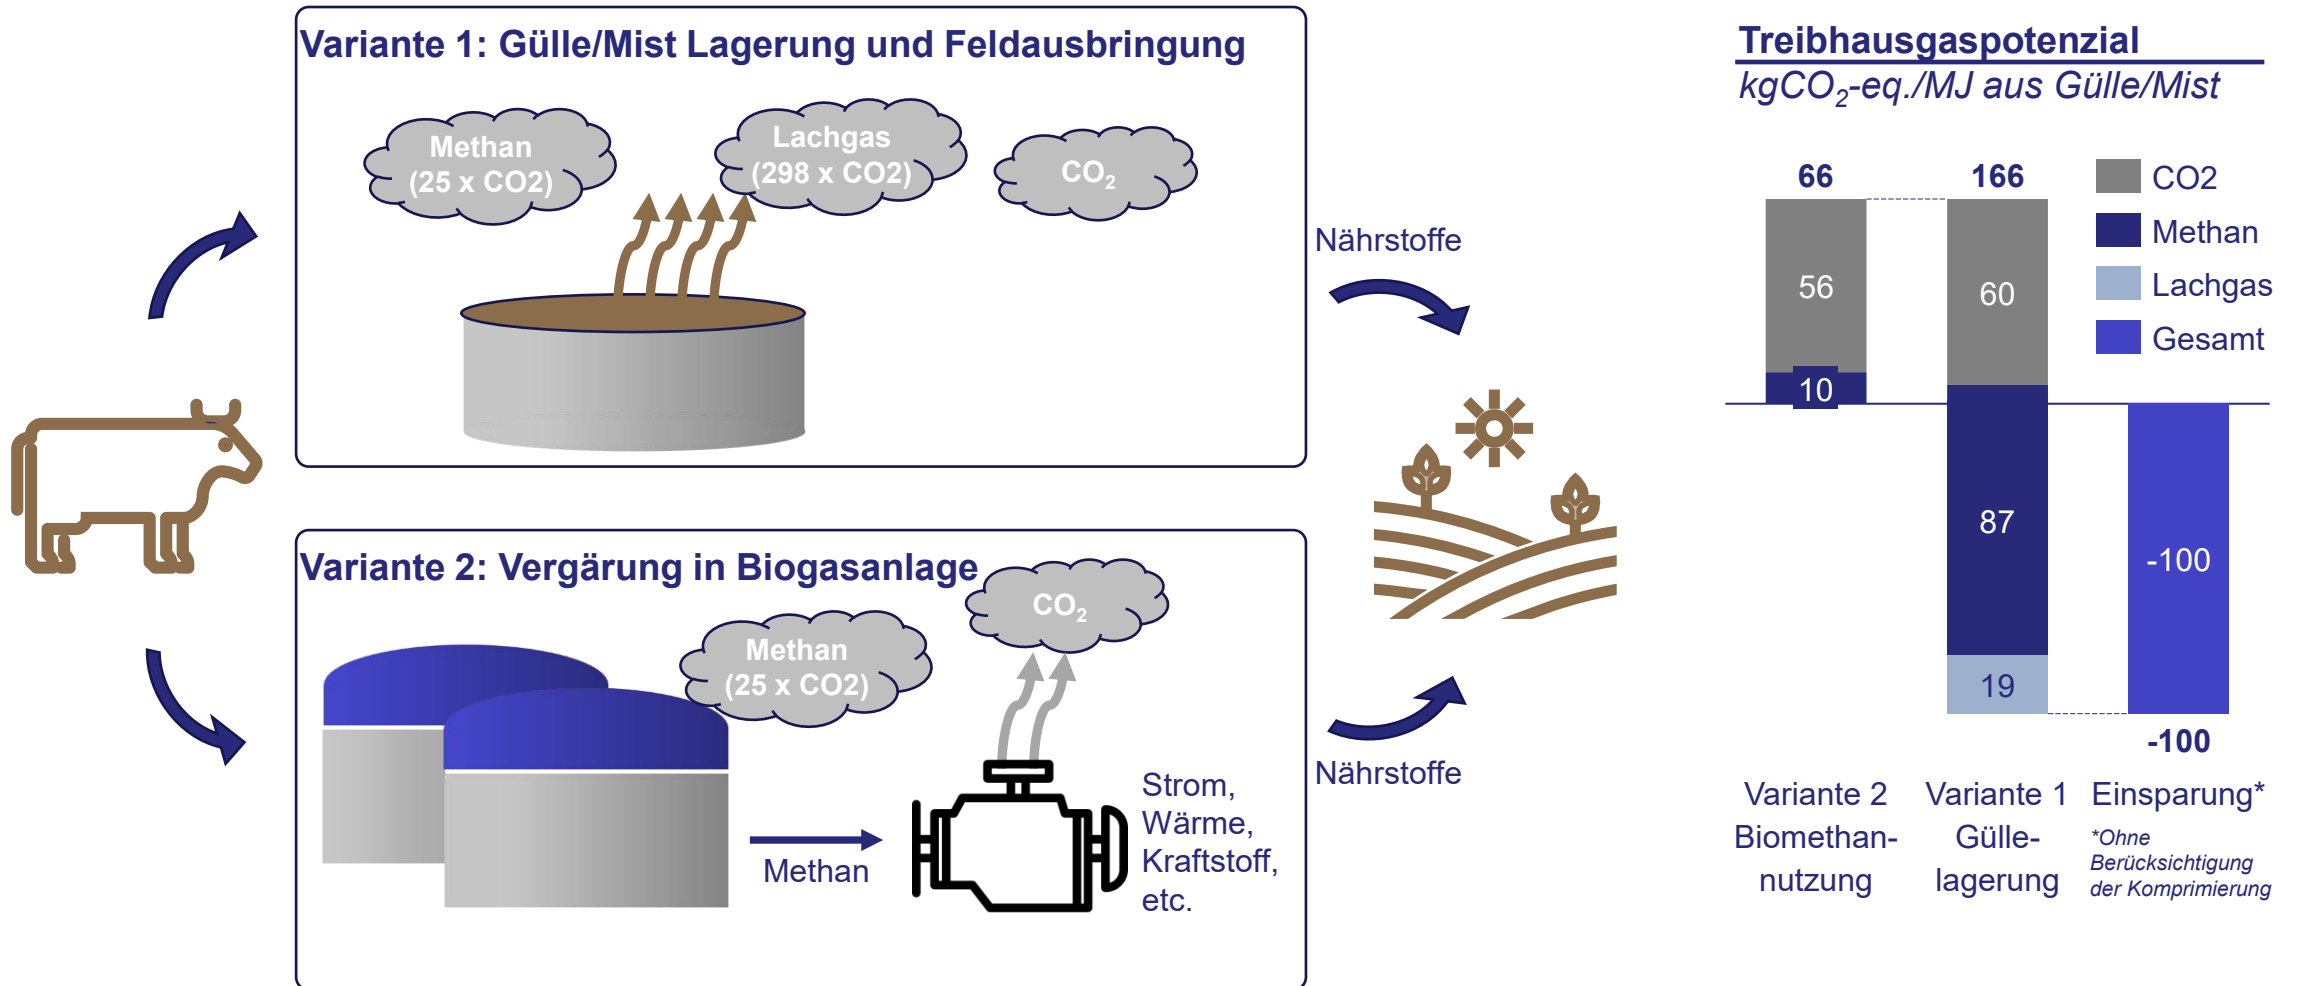 Variante 1: Gülle/Mist Lagerung und Feldausbringung
Methan
(25 x CO2)
Lachgas
(298 x CO2)
CO₂
Nährstoffe
Variante 2: Vergärung in Biogasanlage
CO₂
Methan
(25 x CO2)
Methan
Strom,
Wärme,
Kraftstoff,
etc.
Nährstoffe
Treibhausgaspotenzial
kgCO₂-eq./MJ aus Gülle/Mist
66
166
CO2
Methan
Lachgas
Gesamt
56
60
10
87
-100
19
-100
Variante 2
Biomethan-
nutzung
Variante 1
Gülle-
lagerung
Einsparung*
*Ohne
Berücksichtigung
der Komprimierung